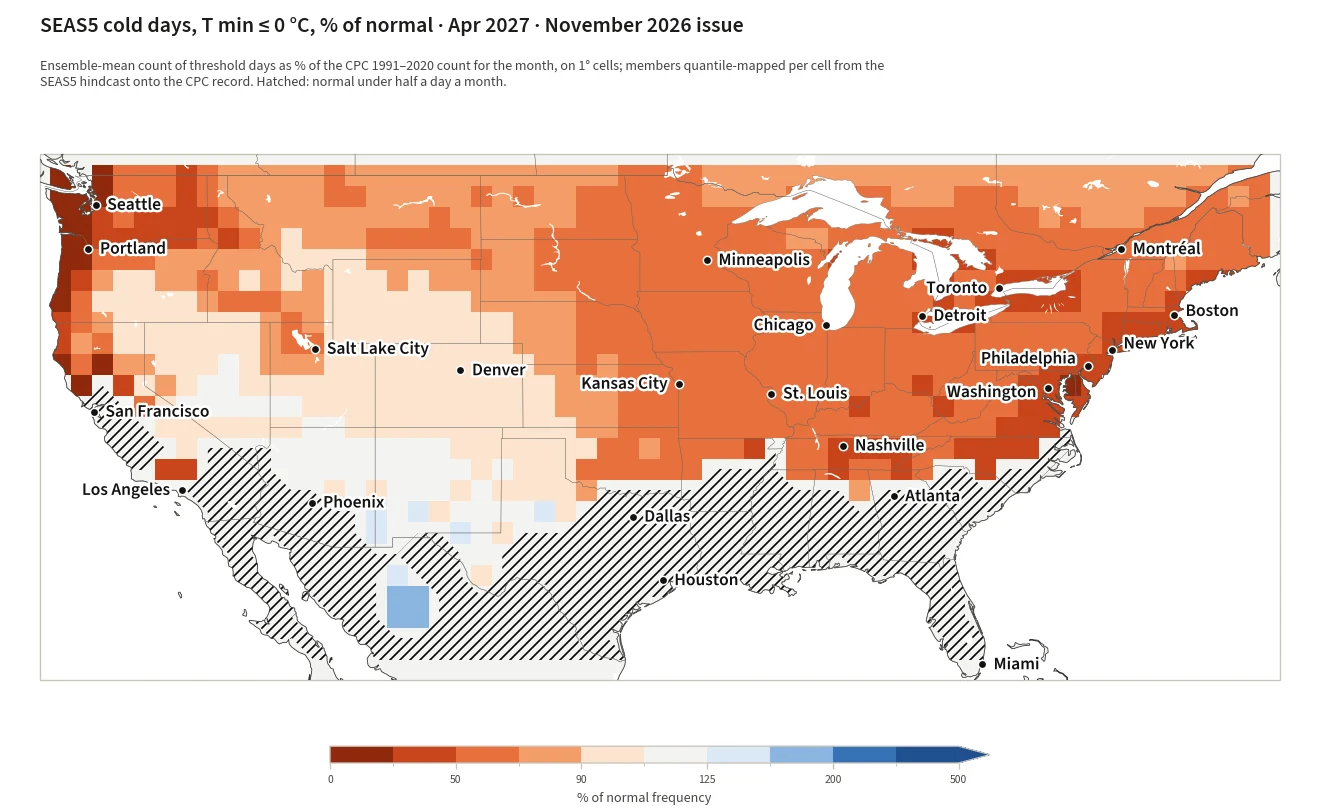 SEAS5 cold days, T min ≤ 0 °C, % of normal · Apr 2027 · November 2026 issue
Ensemble-mean count of threshold days as % of the CPC 1991–2020 count for the month, on 1° cells; members quantile-mapped per cell from the
SEAS5 hindcast onto the CPC record. Hatched: normal under half a day a month.
Seattle
Portland
Montréal
Minneapolis
Toronto
Boston
Detroit
Chicago
New York
Salt Lake City
Philadelphia
Denver
Kansas City
Washington
St. Louis
San Francisco
Nashville
Los Angeles
Phoenix
Atlanta
Dallas
Houston
Miami
0 50 90 125 200 500
% of normal frequency